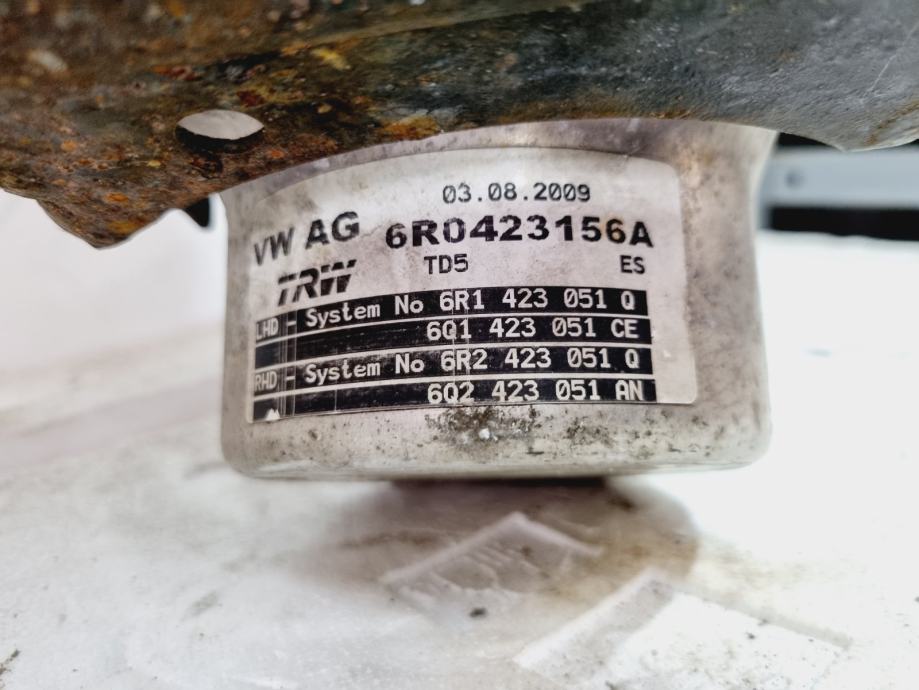 03.08.2009
VW AG 6R0423156A
TRW TD5 ES
LHD - System No 6R1 423 051 Q
6Q1 423 051 CE
RHD - System No 6R2 423 051 Q
6Q2 423 051 AN